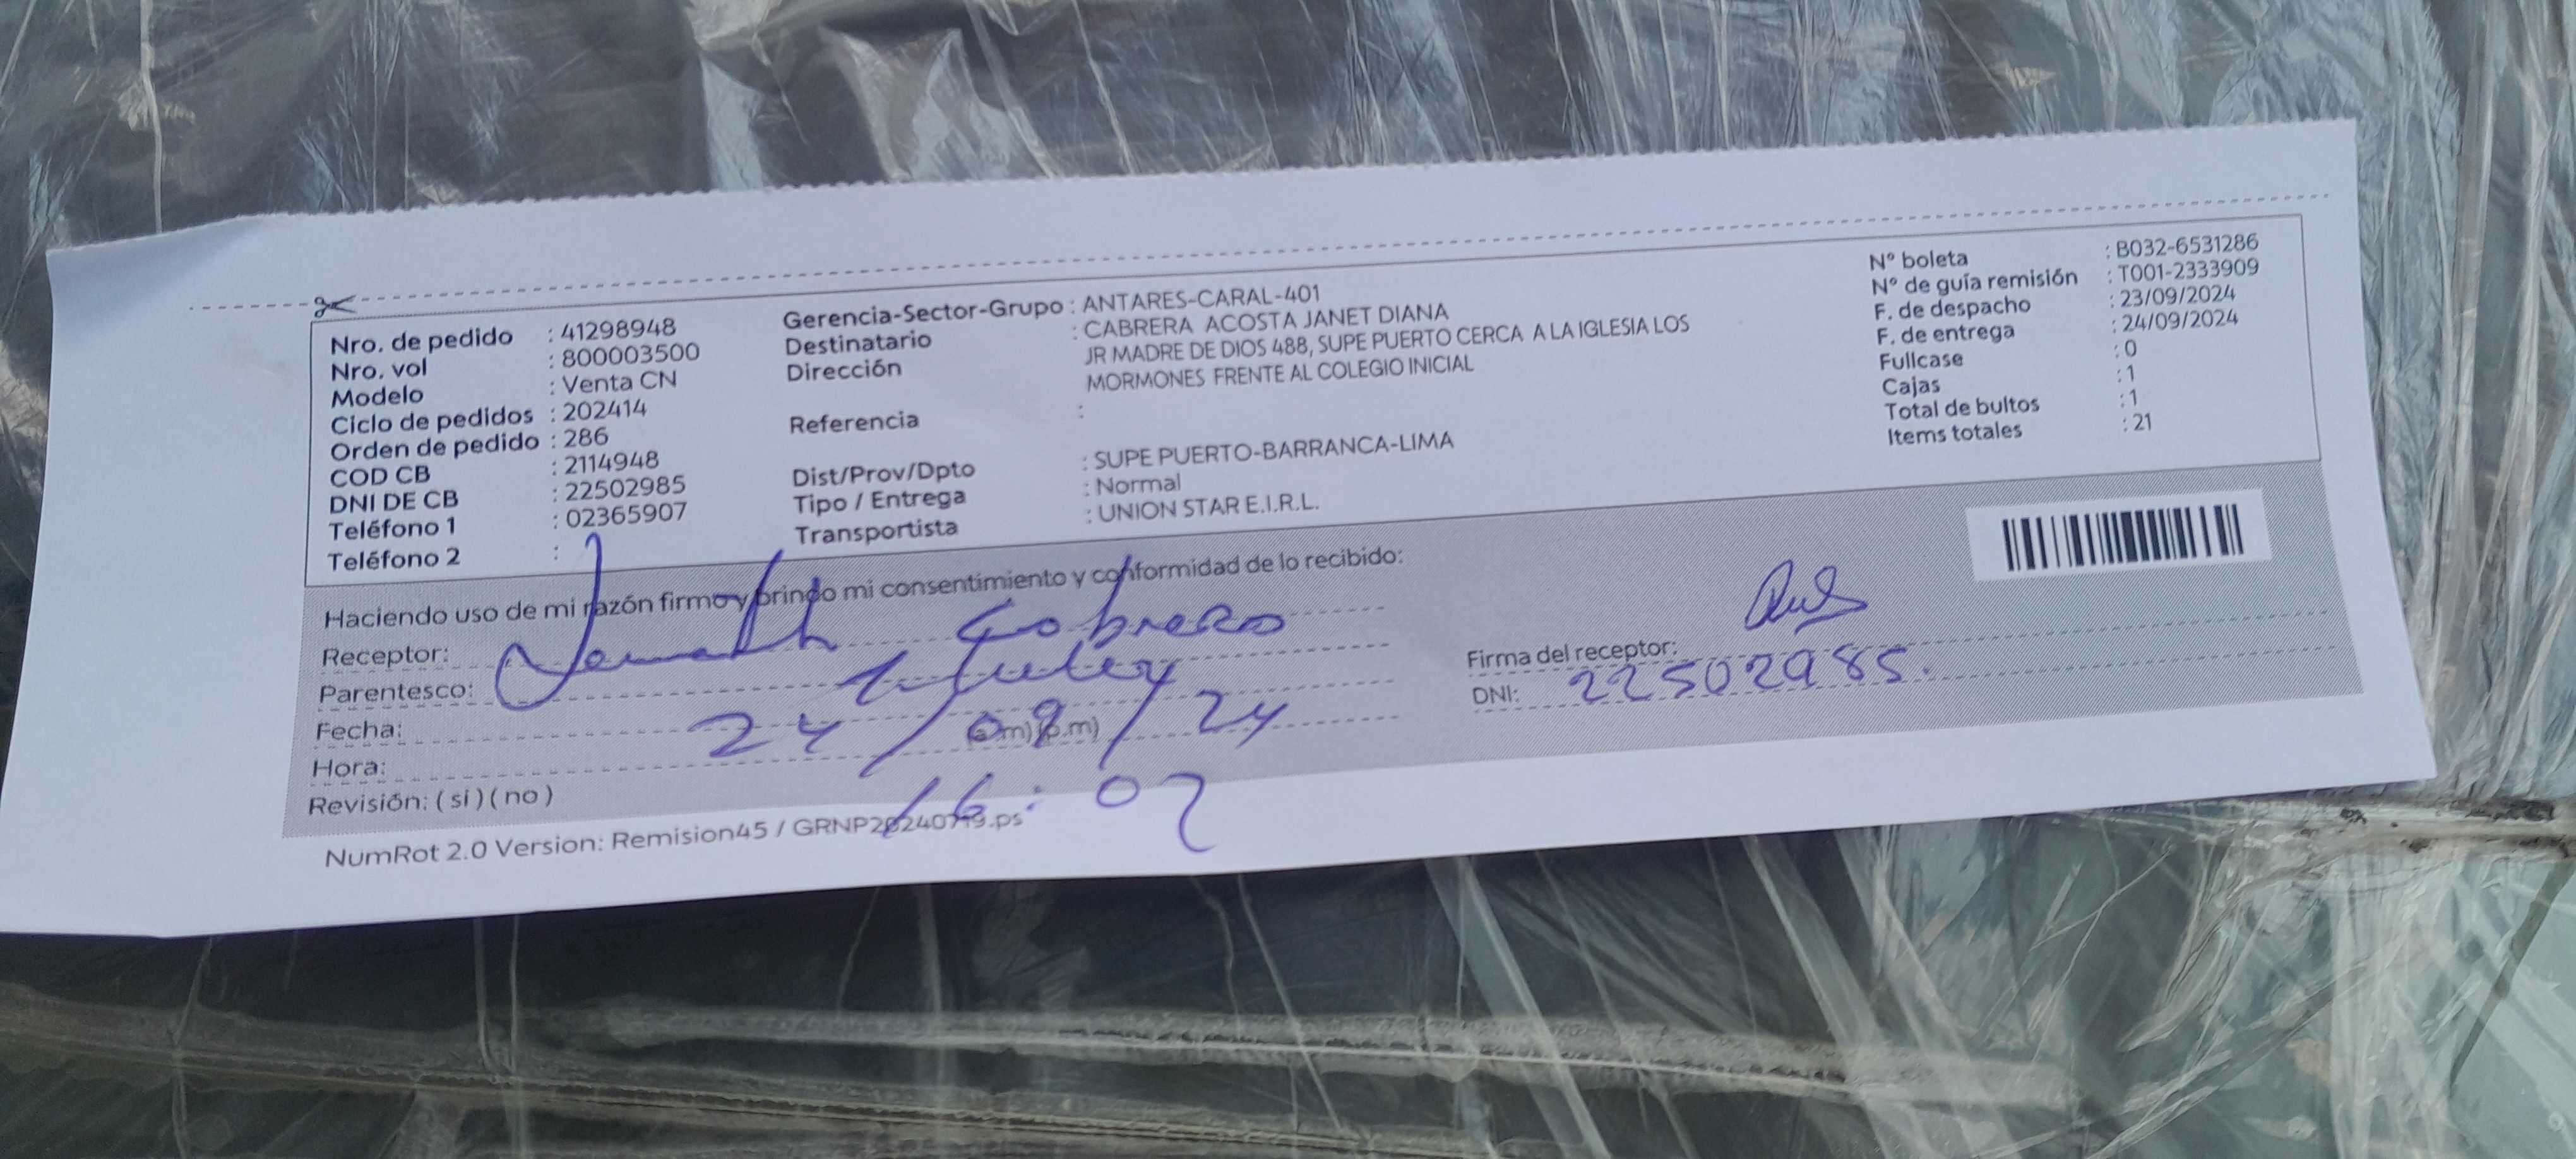 Nro. de pedido : 41298948
Nro. vol : 800003500
Modelo : Venta CN
Ciclo de pedidos : 202414
Orden de pedido : 286
COD CB : 2114948
DNI DE CB : 22502985
Teléfono 1 : 02365907
Teléfono 2 :
Gerencia-Sector-Grupo : ANTARES-CARAL-401
Destinatario : CABRERA ACOSTA JANET DIANA
Dirección JR MADRE DE DIOS 488, SUPE PUERTO CERCA A LA IGLESIA LOS
MORMONES FRENTE AL COLEGIO INICIAL
Referencia :
Dist/Prov/Dpto : SUPE PUERTO-BARRANCA-LIMA
Tipo / Entrega : Normal
Transportista : UNION STAR E.I.R.L.
N° boleta : B032-6531286
N° de guía remisión : T001-2333909
F. de despacho : 23/09/2024
F. de entrega : 24/09/2024
Fullcase : 0
Cajas : 1
Total de bultos : 1
Items totales : 21
Haciendo uso de mi razón firmo y brindo mi consentimiento y conformidad de lo recibido:
Receptor:
Parentesco:
Fecha: 24/09/24
(a.m)(p.m)
Hora: 16:02
Revisión: (si)(no)
Firma del receptor:
DNI: 22502985.
NumRot 2.0 Version: Remision45 / GRNP20240719.ps